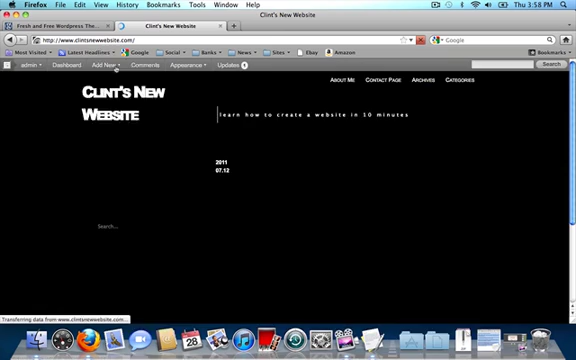 Firefox File Edit View History Bookmarks Tools Window Help Thu 3:58 PM
Clint's New Website
Fresh and Free Wordpress The... Clint's New Website
http://www.clintsnewwebsite.com/ Google
Most Visited Latest Headlines Google Social Banks Sites Ebay Amazon Bookmarks
admin Dashboard Add New Comments Appearance Updates 1 Search
About Me Contact Page Archives Categories
Clint's New
Website
learn how to create a website in 10 minutes
2011
07.12
Search...
Transferring data from www.clintsnewwebsite.com...
28